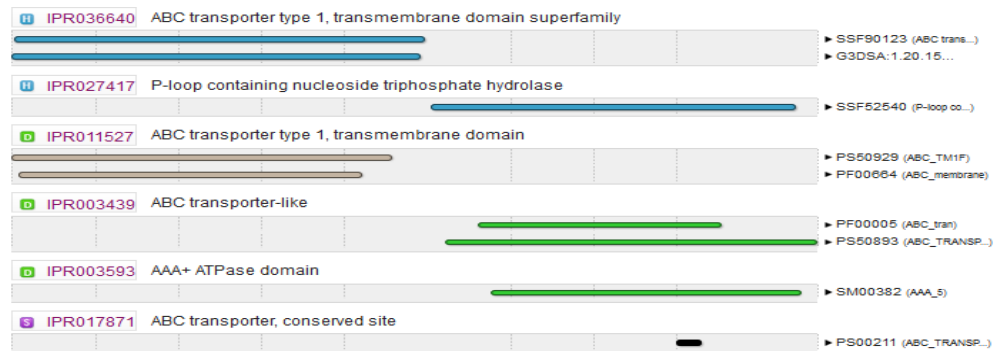 H IPR036640 ABC transporter type 1, transmembrane domain superfamily
► SSF90123 (ABC trans...)
► G3DSA:1.20.15...
H IPR027417 P-loop containing nucleoside triphosphate hydrolase
► SSF52540 (P-loop co...)
D IPR011527 ABC transporter type 1, transmembrane domain
► PS50929 (ABC_TM1F)
► PF00664 (ABC_membrane)
D IPR003439 ABC transporter-like
► PF00005 (ABC_tran)
► PS50893 (ABC_TRANSP...)
D IPR003593 AAA+ ATPase domain
► SM00382 (AAA_5)
S IPR017871 ABC transporter, conserved site
► PS00211 (ABC_TRANSP...)